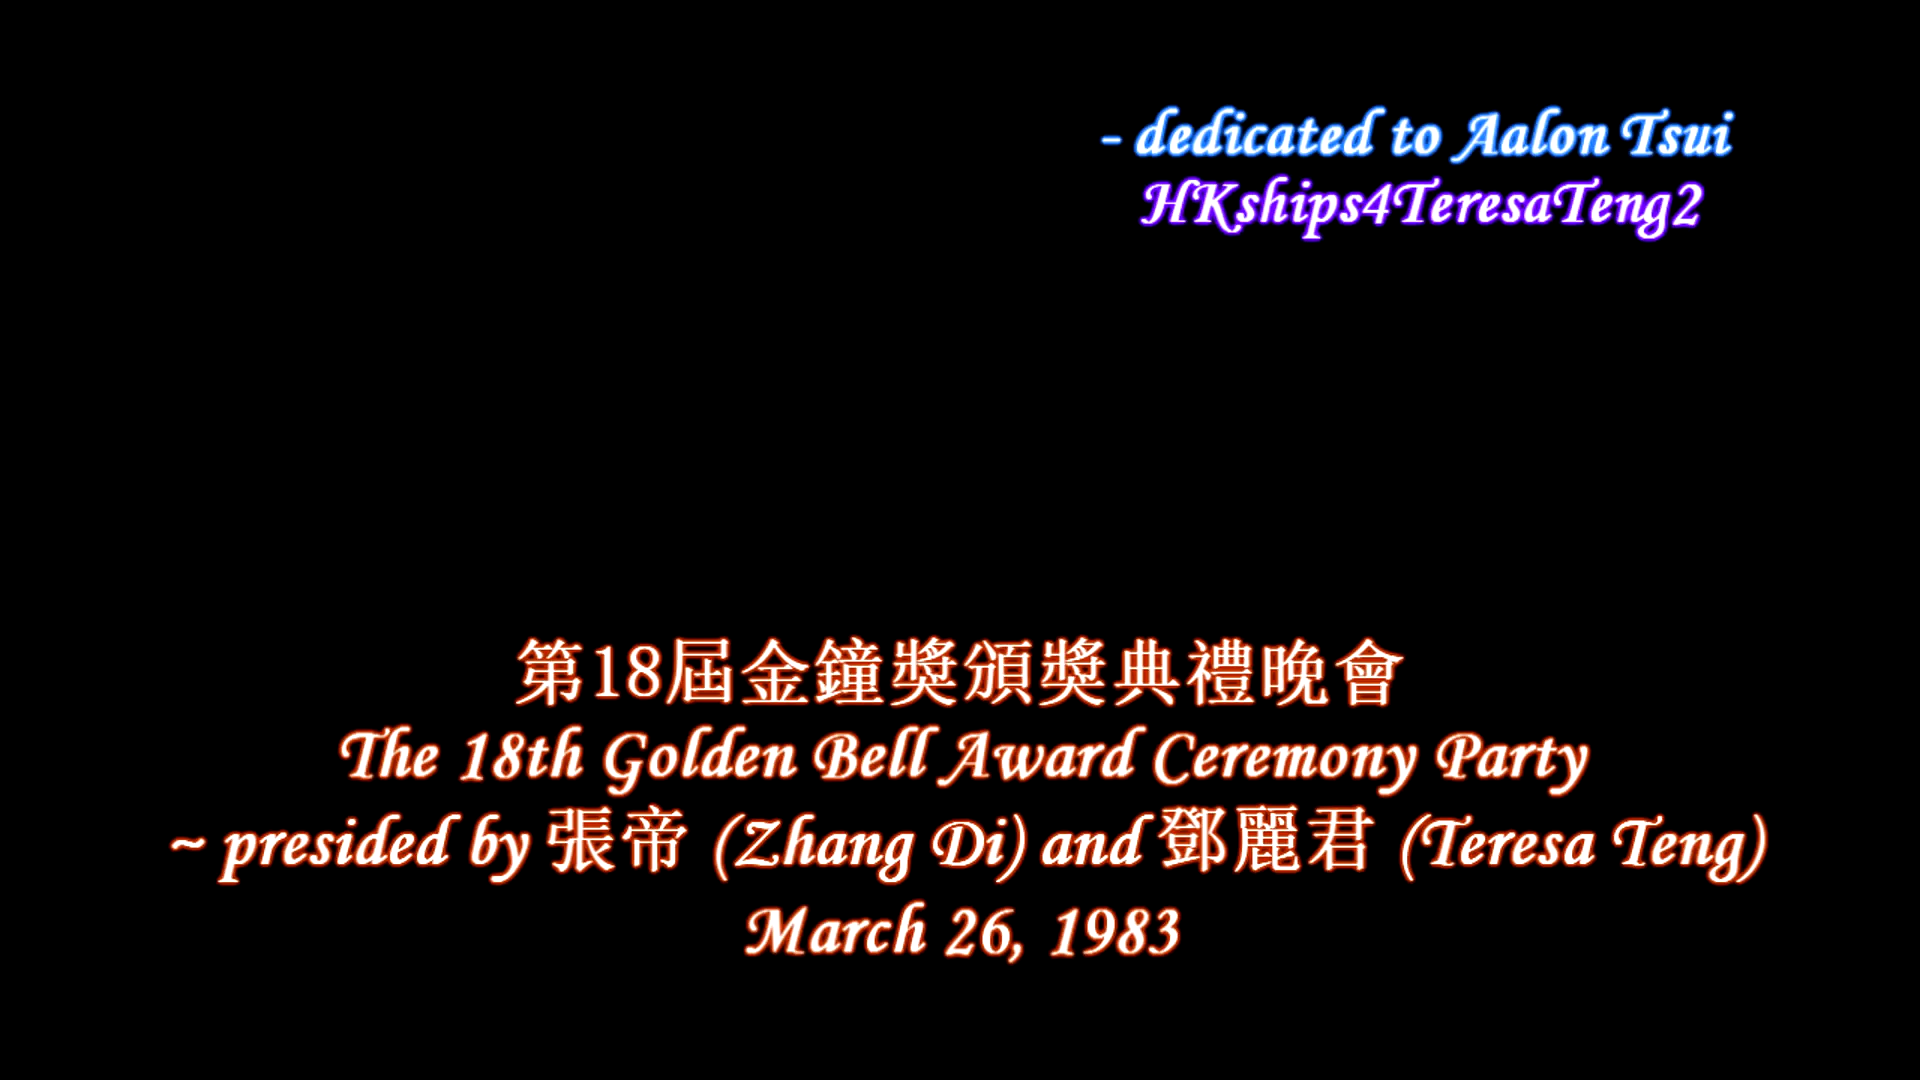 - dedicated to Aalon Tsui
HKships4TeresaTeng2
第18屆金鐘獎頒獎典禮晚會
The 18th Golden Bell Award Ceremony Party
~ presided by 張帝 (Zhang Di) and 鄧麗君 (Teresa Teng)
March 26, 1983